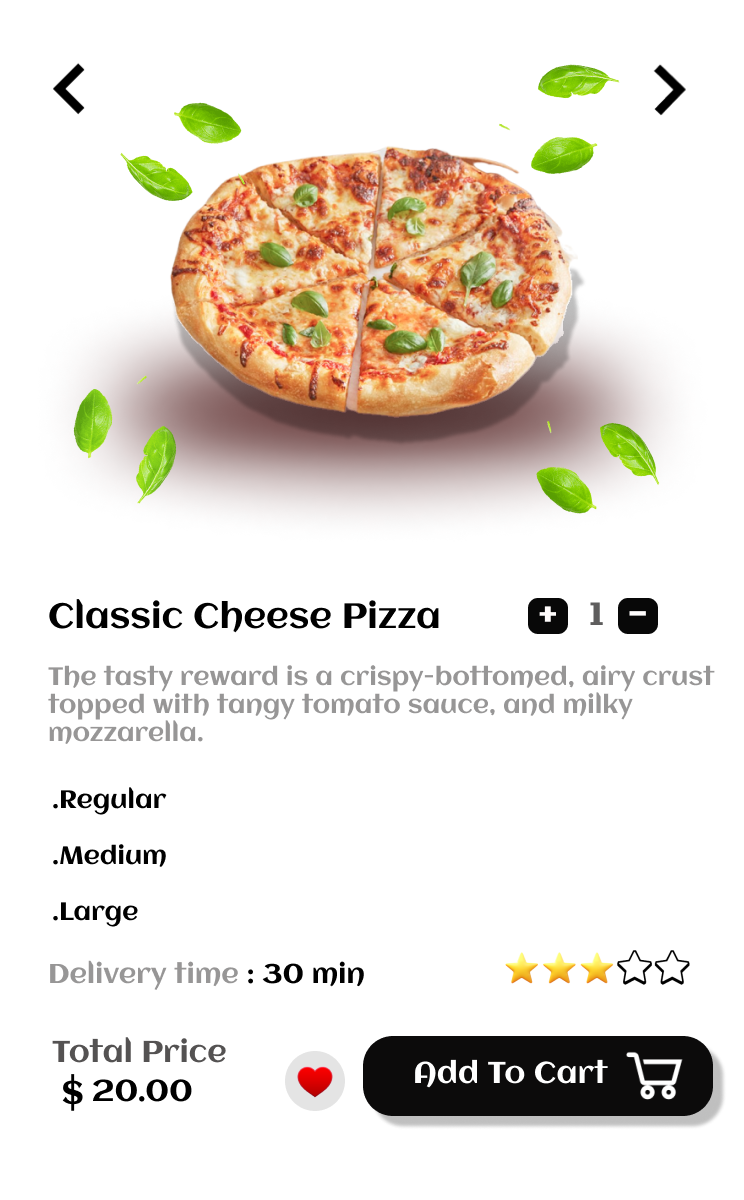 Classic Cheese Pizza + 1 −
The tasty reward is a crispy-bottomed, airy crust
topped with tangy tomato sauce, and milky
mozzarella.
.Regular
.Medium
.Large
Delivery time : 30 min
Total Price
$ 20.00
Add To Cart